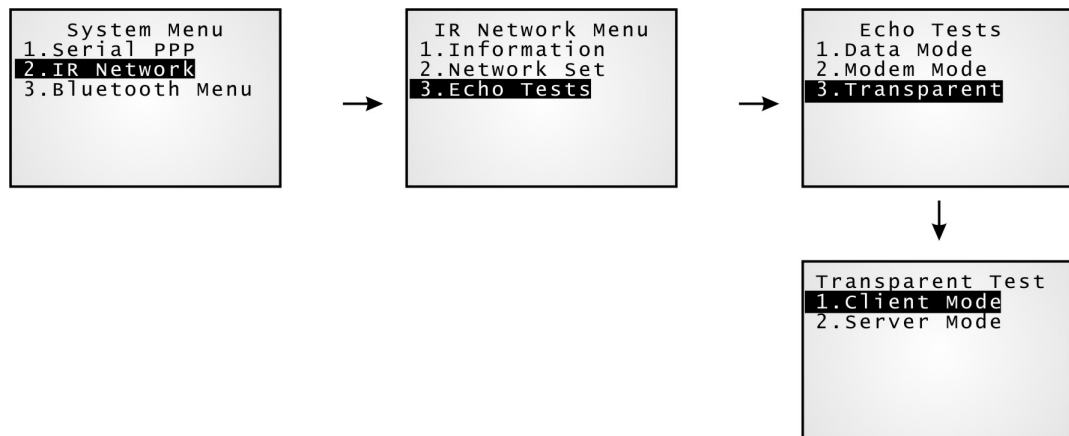 System Menu
1.Serial PPP
2.IR Network
3.Bluetooth Menu
IR Network Menu
1.Information
2.Network Set
3.Echo Tests
Echo Tests
1.Data Mode
2.Modem Mode
3.Transparent
Transparent Test
1.Client Mode
2.Server Mode